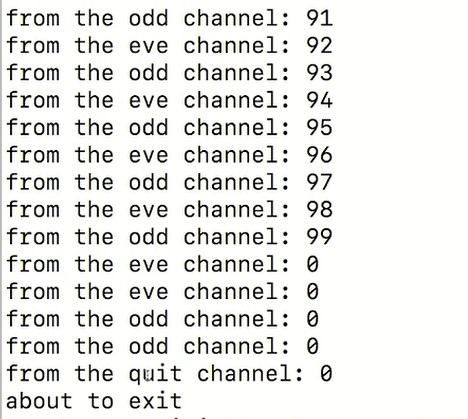 from the odd channel: 91
from the eve channel: 92
from the odd channel: 93
from the eve channel: 94
from the odd channel: 95
from the eve channel: 96
from the odd channel: 97
from the eve channel: 98
from the odd channel: 99
from the eve channel: 0
from the eve channel: 0
from the odd channel: 0
from the odd channel: 0
from the quit channel: 0
about to exit